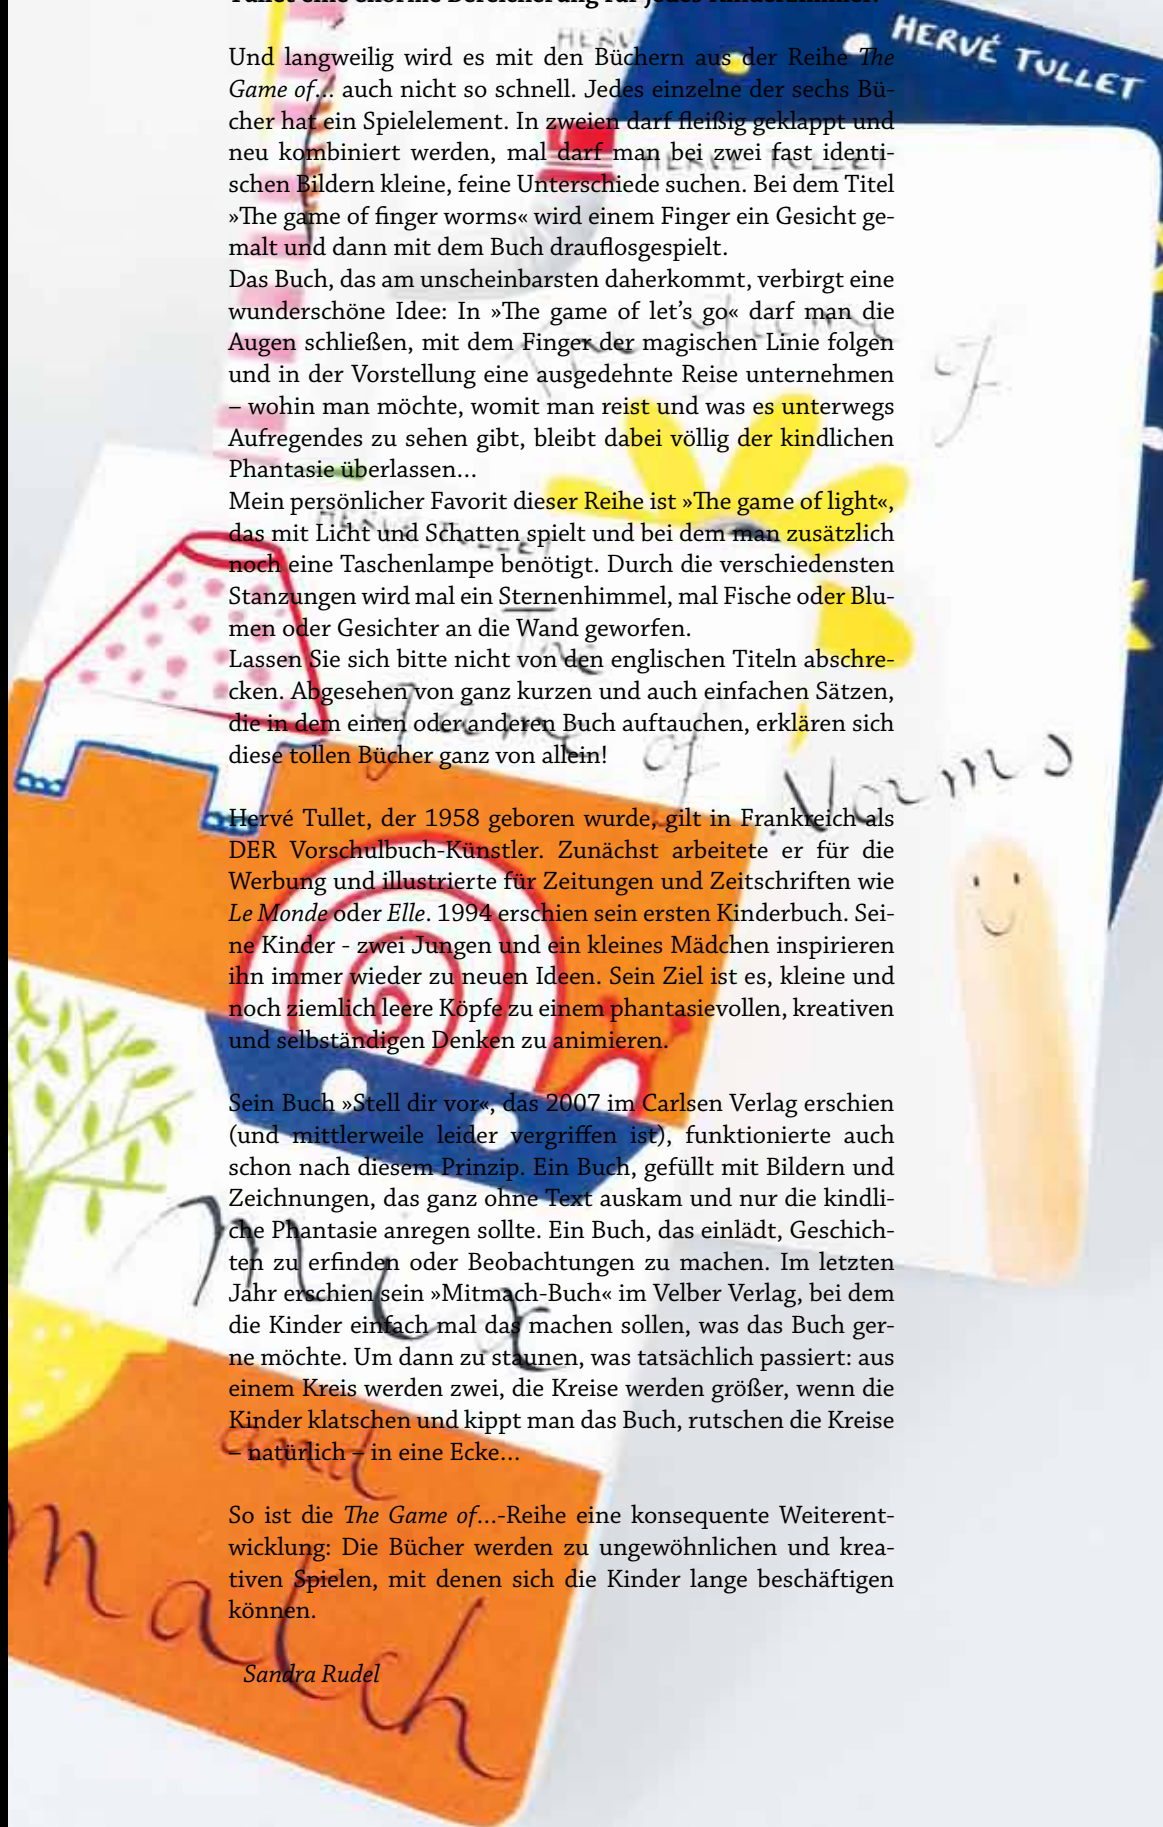 Tullet eine enorme Bereicherung für jedes Kinderzimmer.
Und langweilig wird es mit den Büchern aus der Reihe The
Game of... auch nicht so schnell. Jedes einzelne der sechs Bü-
cher hat ein Spielelement. In zweien darf fleißig geklappt und
neu kombiniert werden, mal darf man bei zwei fast identi-
schen Bildern kleine, feine Unterschiede suchen. Bei dem Titel
»The game of finger worms« wird einem Finger ein Gesicht ge-
malt und dann mit dem Buch drauflosgespielt.
Das Buch, das am unscheinbarsten daherkommt, verbirgt eine
wunderschöne Idee: In »The game of let's go« darf man die
Augen schließen, mit dem Finger der magischen Linie folgen
und in der Vorstellung eine ausgedehnte Reise unternehmen
– wohin man möchte, womit man reist und was es unterwegs
Aufregendes zu sehen gibt, bleibt dabei völlig der kindlichen
Phantasie überlassen...
Mein persönlicher Favorit dieser Reihe ist »The game of light«,
das mit Licht und Schatten spielt und bei dem man zusätzlich
noch eine Taschenlampe benötigt. Durch die verschiedensten
Stanzungen wird mal ein Sternenhimmel, mal Fische oder Blu-
men oder Gesichter an die Wand geworfen.
Lassen Sie sich bitte nicht von den englischen Titeln abschre-
cken. Abgesehen von ganz kurzen und auch einfachen Sätzen,
die in dem einen oder anderen Buch auftauchen, erklären sich
diese tollen Bücher ganz von allein!
Hervé Tullet, der 1958 geboren wurde, gilt in Frankreich als
DER Vorschulbuch-Künstler. Zunächst arbeitete er für die
Werbung und illustrierte für Zeitungen und Zeitschriften wie
Le Monde oder Elle. 1994 erschien sein ersten Kinderbuch. Sei-
ne Kinder - zwei Jungen und ein kleines Mädchen inspirieren
ihn immer wieder zu neuen Ideen. Sein Ziel ist es, kleine und
noch ziemlich leere Köpfe zu einem phantasievollen, kreativen
und selbständigen Denken zu animieren.
Sein Buch »Stell dir vor«, das 2007 im Carlsen Verlag erschien
(und mittlerweile leider vergriffen ist), funktionierte auch
schon nach diesem Prinzip. Ein Buch, gefüllt mit Bildern und
Zeichnungen, das ganz ohne Text auskam und nur die kindli-
che Phantasie anregen sollte. Ein Buch, das einlädt, Geschich-
ten zu erfinden oder Beobachtungen zu machen. Im letzten
Jahr erschien sein »Mitmach-Buch« im Velber Verlag, bei dem
die Kinder einfach mal das machen sollen, was das Buch ger-
ne möchte. Um dann zu staunen, was tatsächlich passiert: aus
einem Kreis werden zwei, die Kreise werden größer, wenn die
Kinder klatschen und kippt man das Buch, rutschen die Kreise
– natürlich – in eine Ecke...
So ist die The Game of...-Reihe eine konsequente Weiterent-
wicklung: Die Bücher werden zu ungewöhnlichen und krea-
tiven Spielen, mit denen sich die Kinder lange beschäftigen
können.
Sandra Rudel
HERVÉ TULLET
HERVÉ TULLET
The game of
HERVÉ TULLET
The
game of
mix
and
match